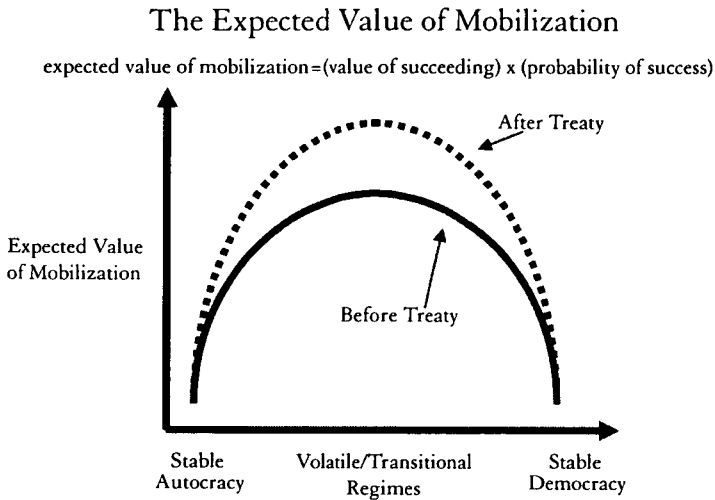 The Expected Value of Mobilization
expected value of mobilization=(value of succeeding) x (probability of success)
After Treaty
Expected Value
of Mobilization
Before Treaty
Stable
Autocracy
Volatile/Transitional
Regimes
Stable
Democracy